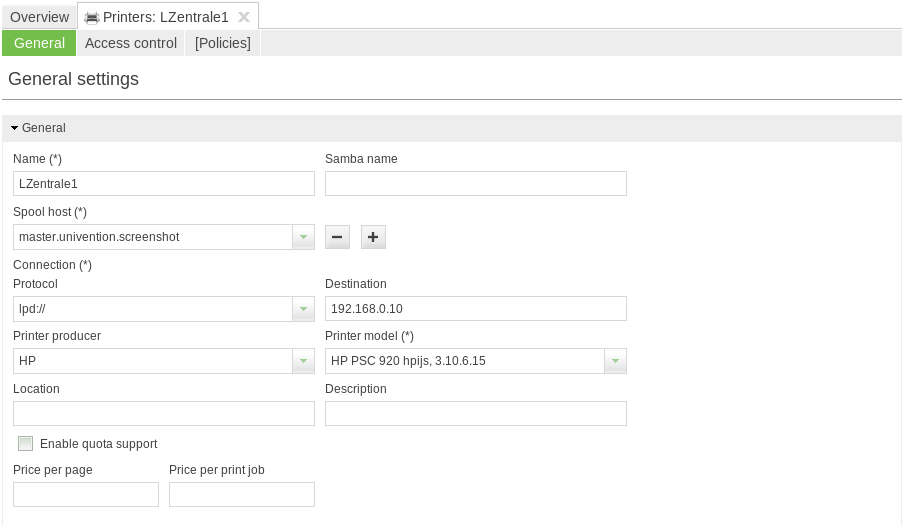 Overview Printers: LZentrale1
General Access control [Policies]
General settings
General
Name (*) Samba name
LZentrale1
Spool host (*)
master.univention.screenshot
Connection (*)
Protocol Destination
lpd:// 192.168.0.10
Printer producer Printer model (*)
HP HP PSC 920 hpijs, 3.10.6.15
Location Description
Enable quota support
Price per page Price per print job